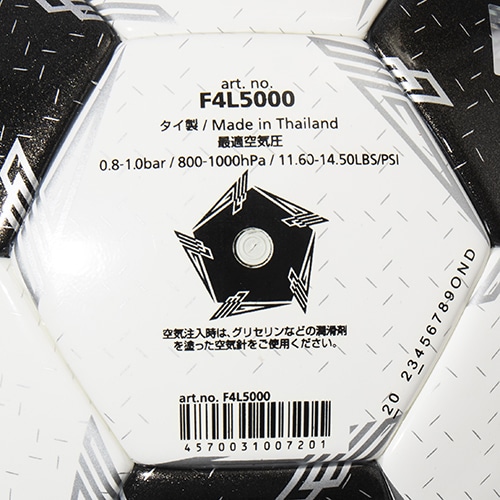 art. no.
F4L5000
タイ製 / Made in Thailand
最適空気圧
0.8-1.0bar / 800-1000hPa / 11.60-14.50LBS/PSI
空気注入時は、グリセリンなどの潤滑剤
を塗った空気針をご使用ください。
art.no. F4L5000
4570031007201
20 23456789OND